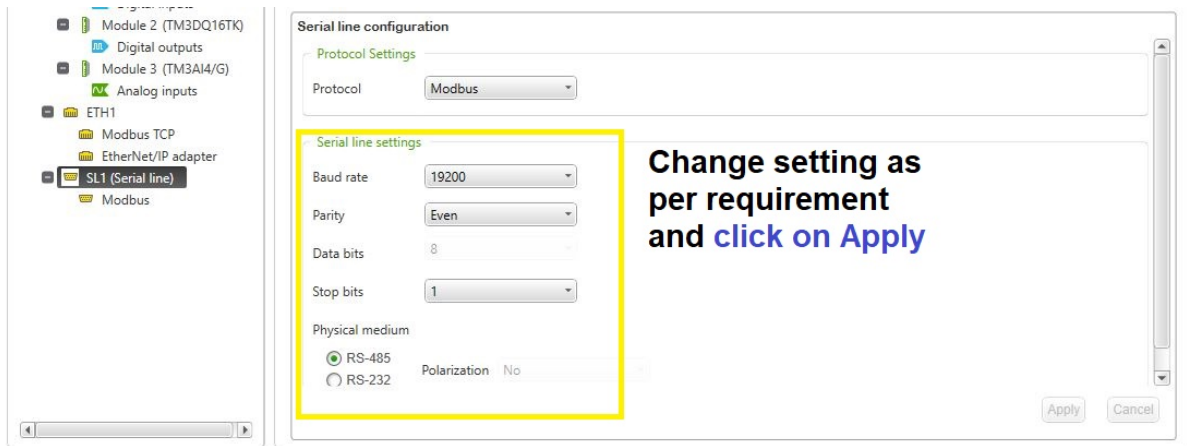 Module 2 (TM3DQ16TK)
Digital outputs
Module 3 (TM3AI4/G)
Analog inputs
ETH1
Modbus TCP
EtherNet/IP adapter
SL1 (Serial line)
Modbus
Serial line configuration
Protocol Settings
Protocol Modbus
Serial line settings
Baud rate 19200
Parity Even
Data bits 8
Stop bits 1
Physical medium
RS-485
RS-232
Polarization No
Change setting as
per requirement
and click on Apply
Apply Cancel